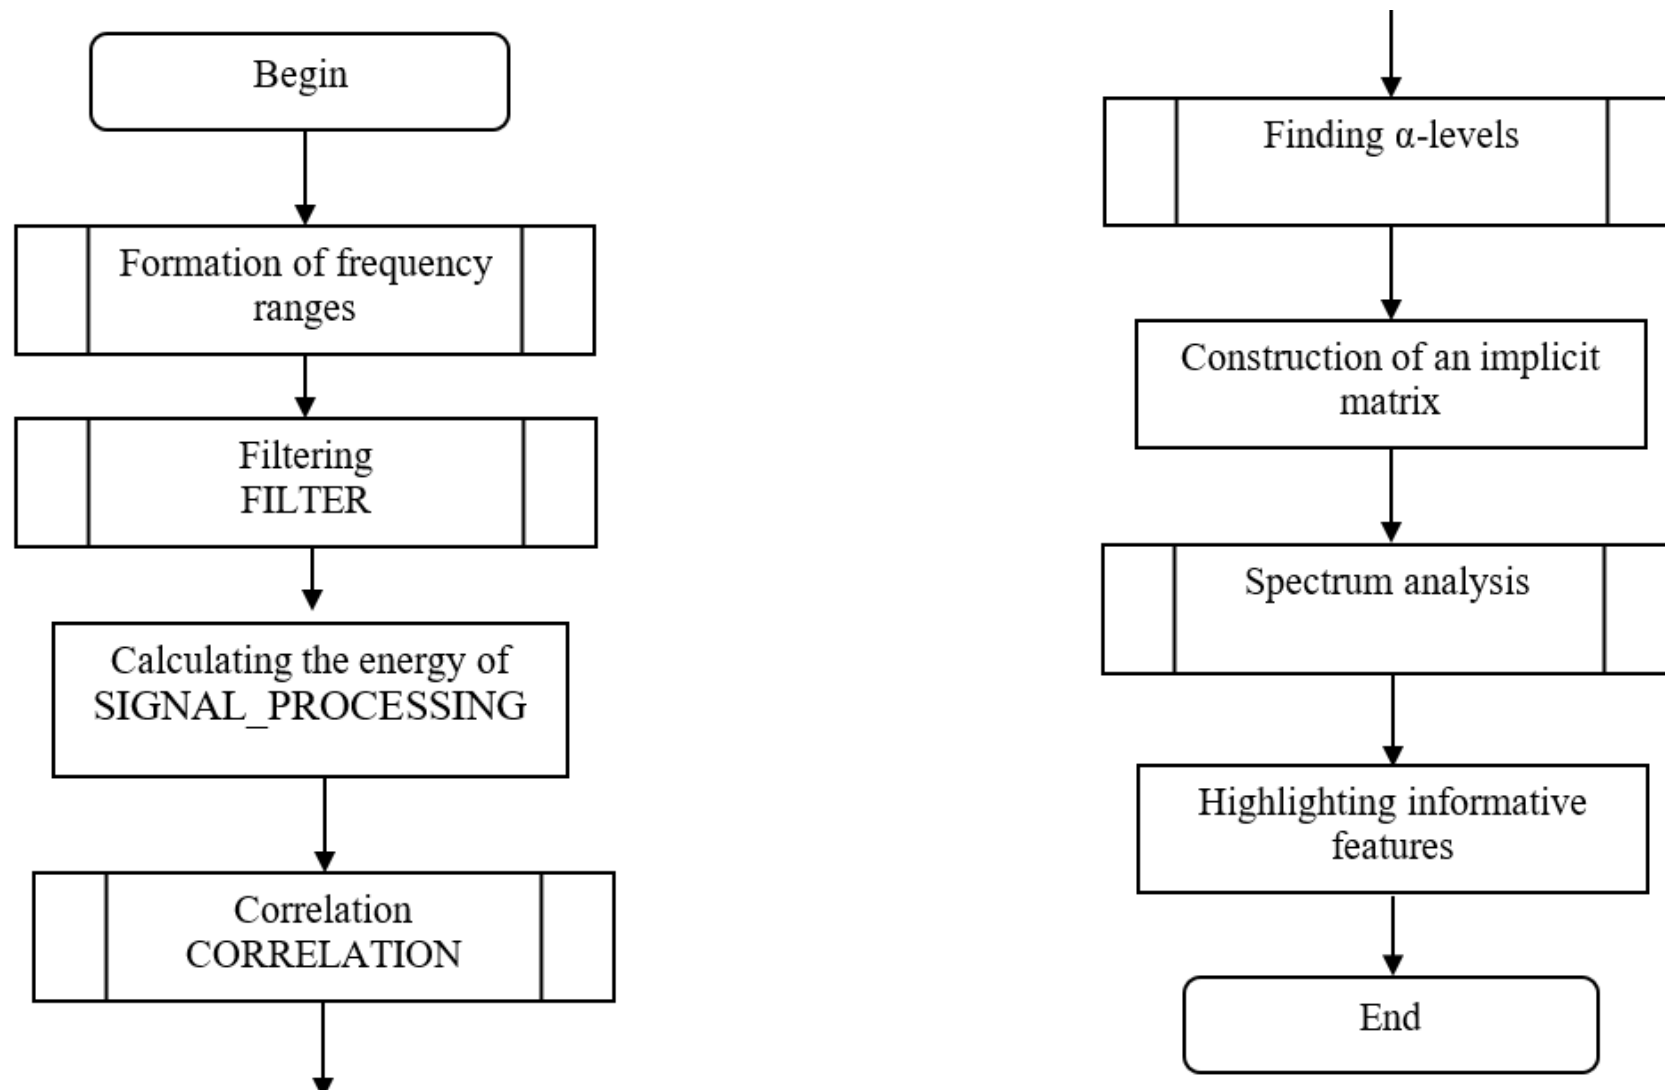 Begin
Formation of frequency
ranges
Filtering
FILTER
Calculating the energy of
SIGNAL_PROCESSING
Correlation
CORRELATION
Finding α-levels
Construction of an implicit
matrix
Spectrum analysis
Highlighting informative
features
End